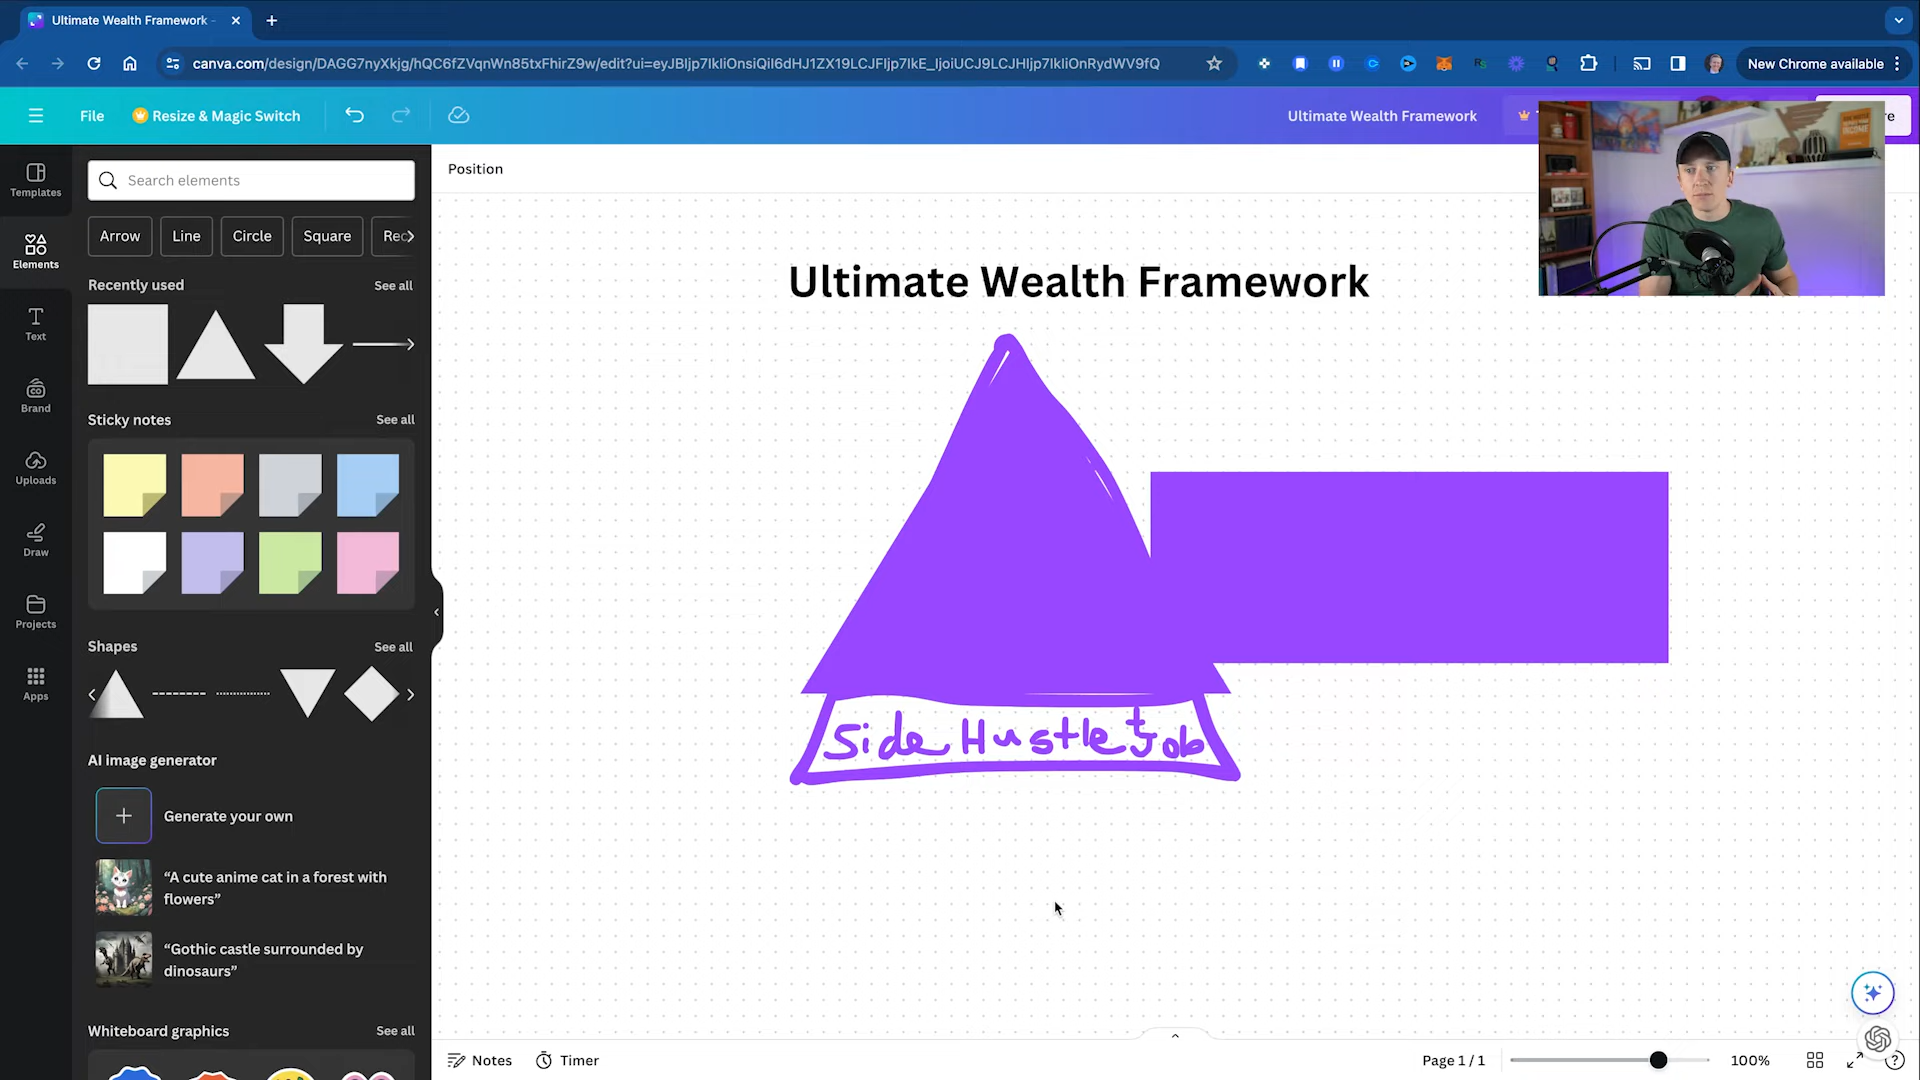 Ultimate Wealth Framework -
canva.com/design/DAGG7nyXkjg/hQC6fZVqnWn85txFhirZ9w/edit?ui=eyJBIjp7IkIiOnsiQiI6dHJ1ZX19LCJFIjp7IkE_IjoiUCJ9LCJHIjp7IkIiOnRydWV9fQ
New Chrome available
File
Resize & Magic Switch
Ultimate Wealth Framework
re
Templates
Elements
Text
Brand
Uploads
Draw
Projects
Apps
Search elements
Arrow
Line
Circle
Square
Rec
Recently used
See all
Sticky notes
See all
Shapes
See all
AI image generator
Generate your own
“A cute anime cat in a forest with
flowers”
“Gothic castle surrounded by
dinosaurs”
Whiteboard graphics
See all
Position
Ultimate Wealth Framework
Side Hustle + Job
Notes
Timer
Page 1 / 1
100%